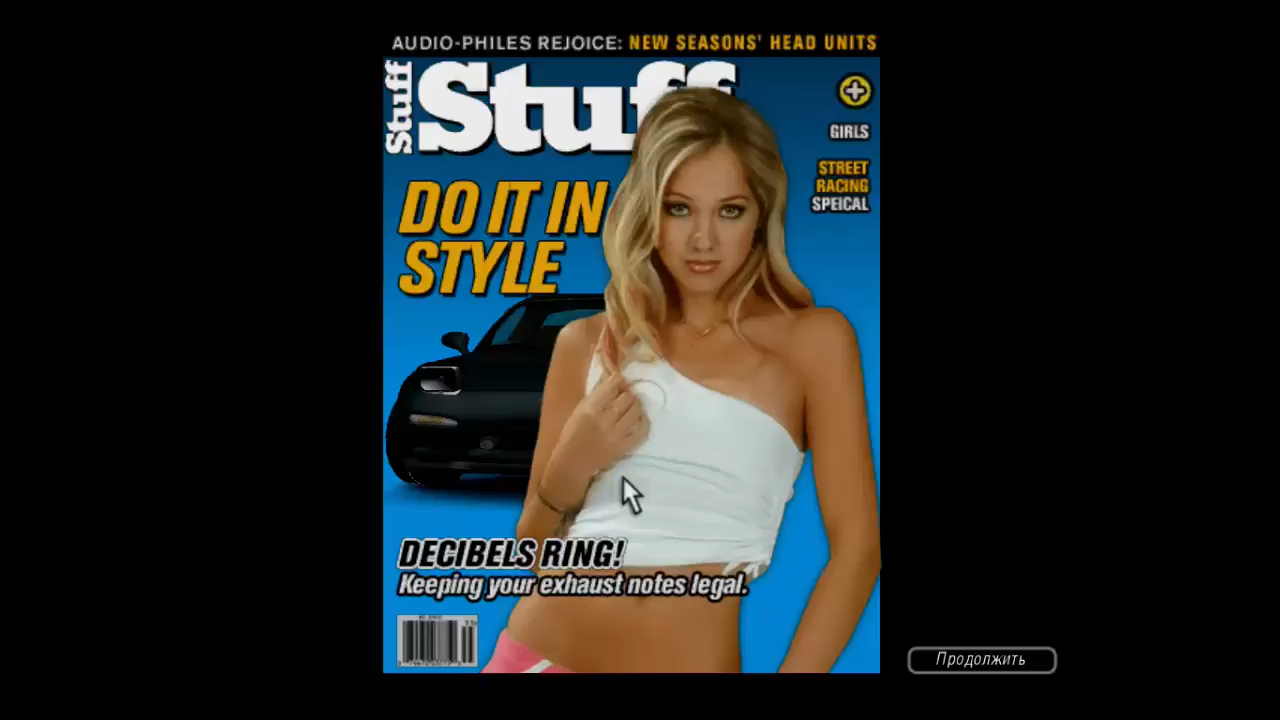 AUDIO-PHILES REJOICE: NEW SEASONS' HEAD UNITS
Stuff
Stuff
GIRLS
STREET
RACING
SPEICAL
DO IT IN
STYLE
DECIBELS RING!
Keeping your exhaust notes legal.
Продолжить